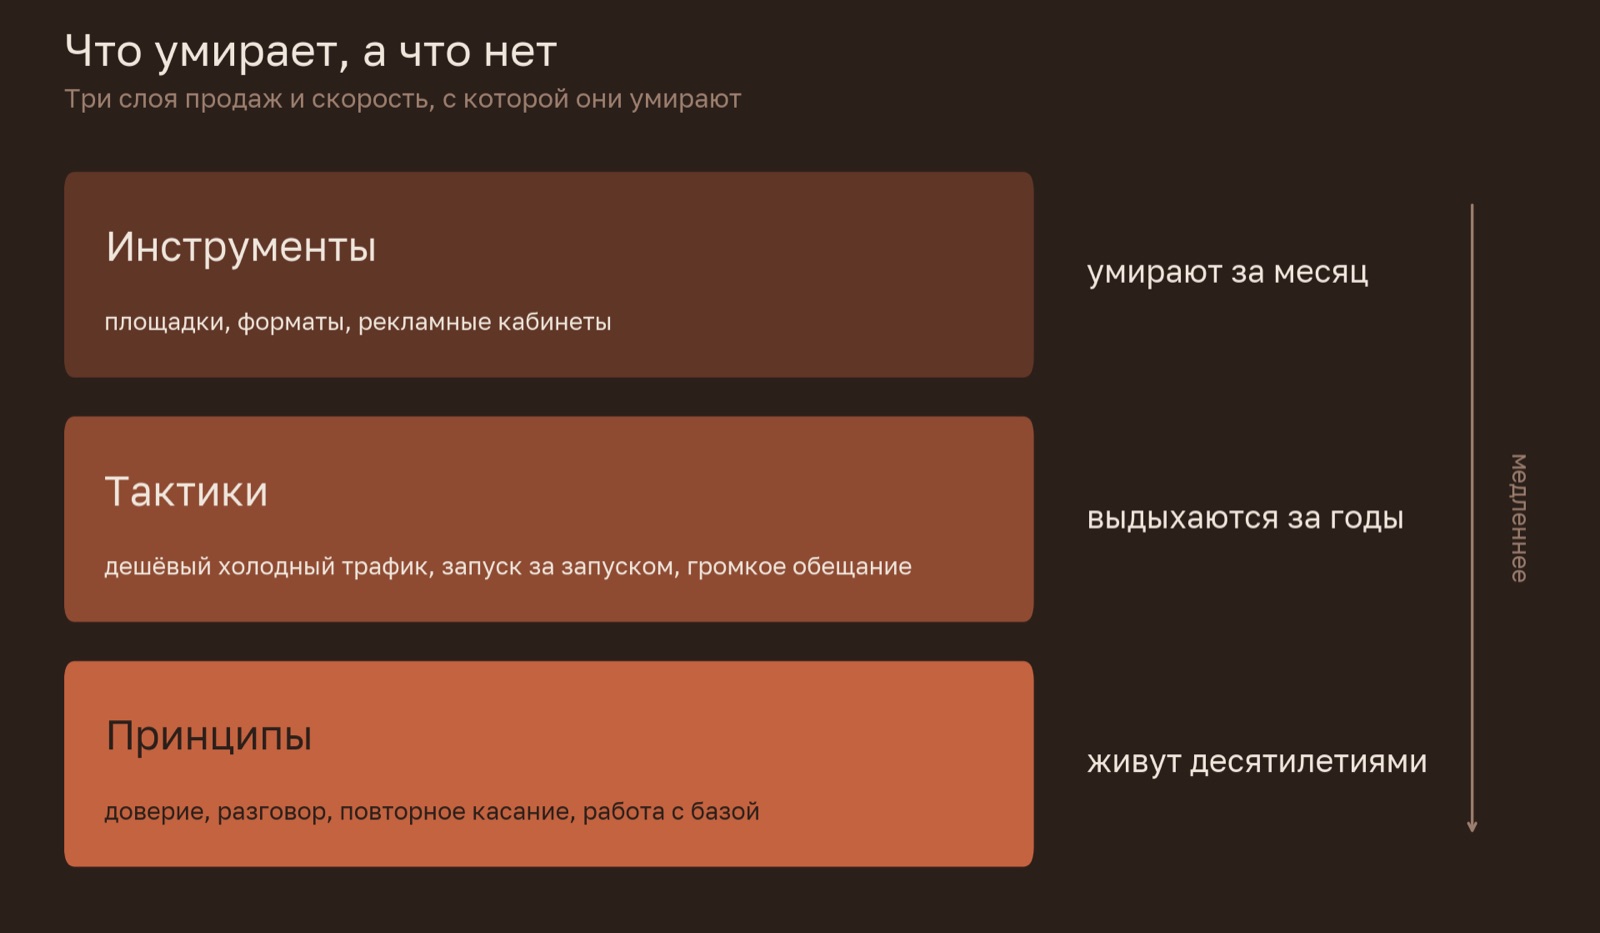 Что умирает, а что нет
Три слоя продаж и скорость, с которой они умирают
Инструменты
площадки, форматы, рекламные кабинеты
умирают за месяц
Тактики
дешёвый холодный трафик, запуск за запуском, громкое обещание
выдыхаются за годы
Принципы
доверие, разговор, повторное касание, работа с базой
живут десятилетиями
медленнее